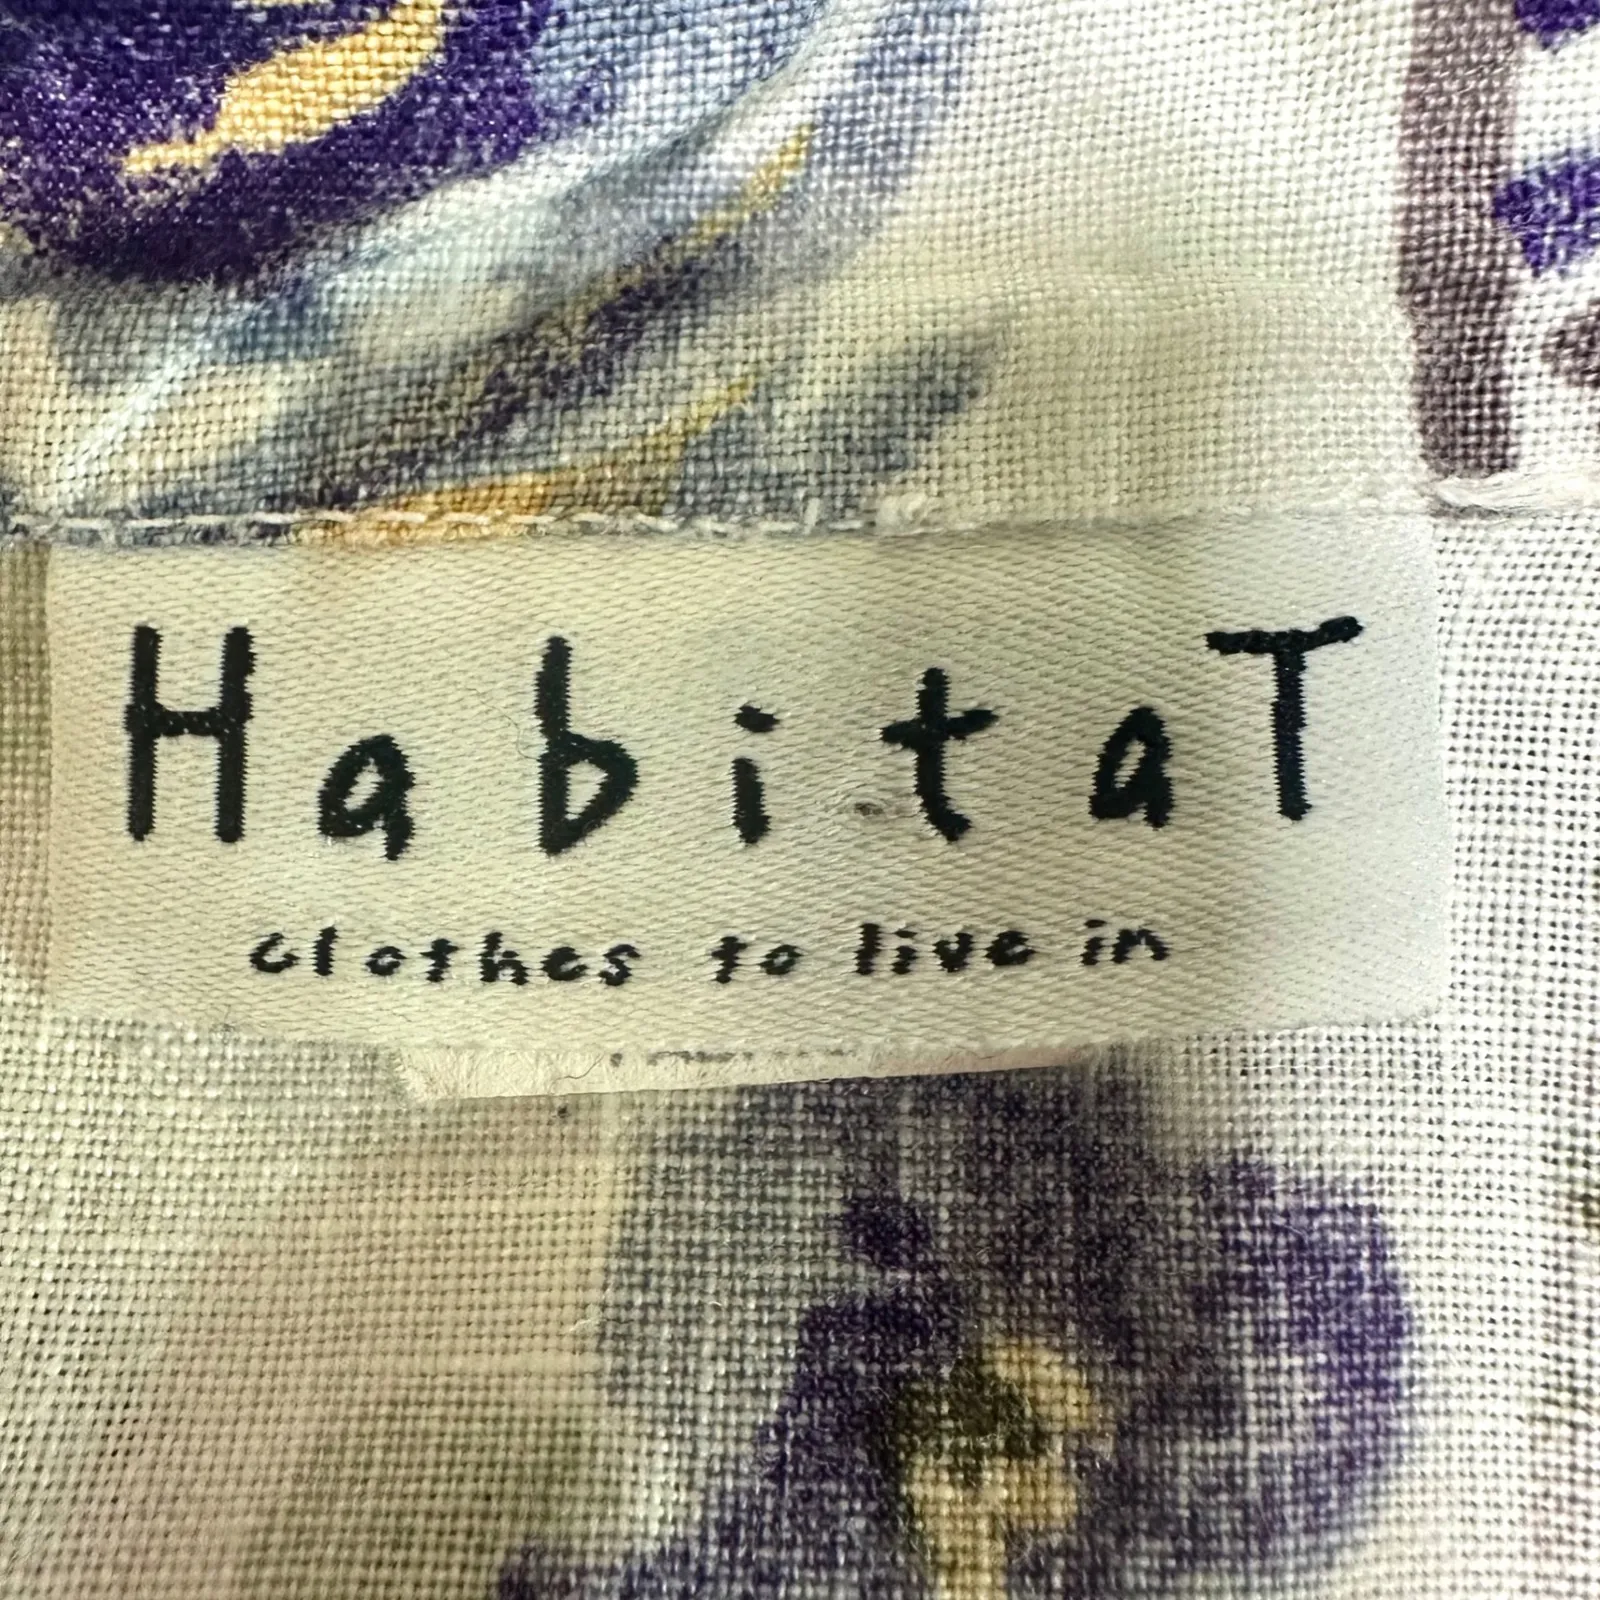 HabitaT
clothes to live in